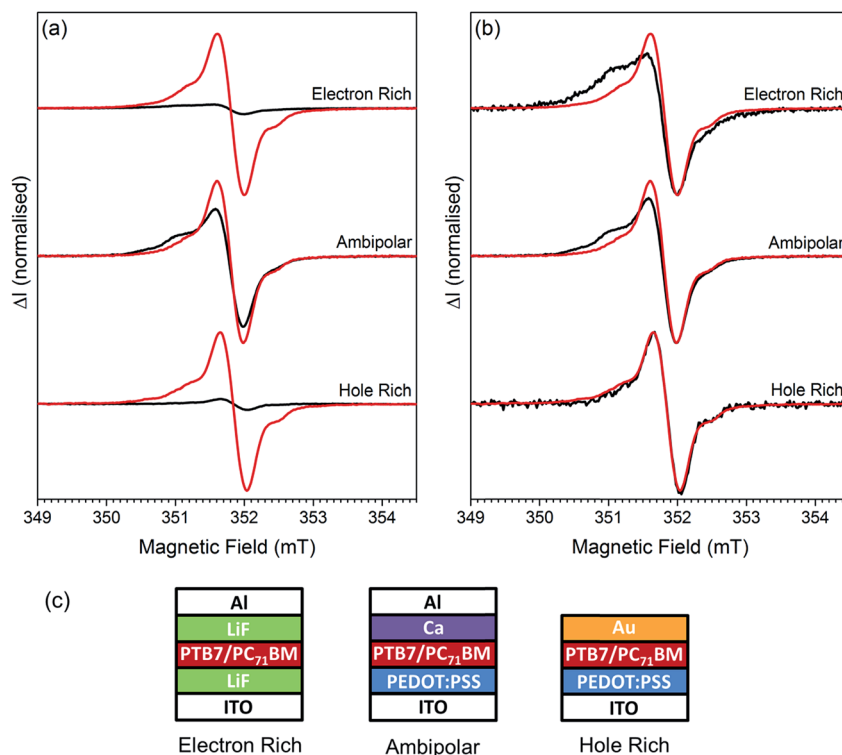 (a)
Electron Rich
Ambipolar
Hole Rich
ΔI (normalised)
349 350 351 352 353 354
Magnetic Field (mT)
(b)
Electron Rich
Ambipolar
Hole Rich
ΔI (normalised)
349 350 351 352 353 354
Magnetic Field (mT)
(c)
Al
LiF
PTB7/PC₇₁BM
LiF
ITO
Electron Rich
Al
Ca
PTB7/PC₇₁BM
PEDOT:PSS
ITO
Ambipolar
Au
PTB7/PC₇₁BM
PEDOT:PSS
ITO
Hole Rich